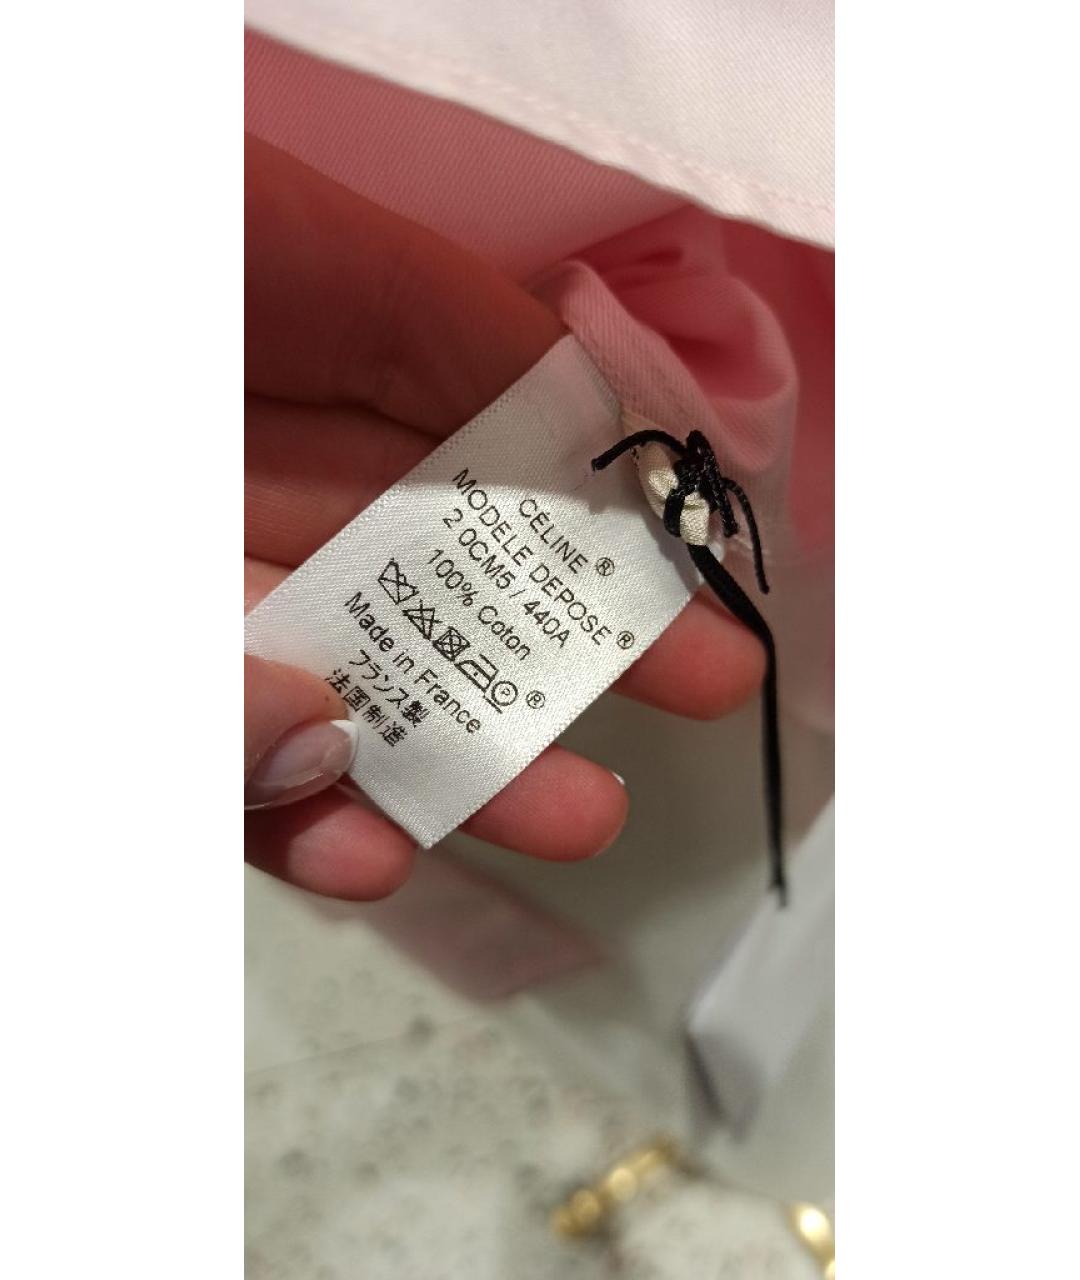 CÉLINE ®
MODELE DEPOSE ®
2 0CM5 / 440A
100% Coton
P ®
Made in France
フランス製
法国制造